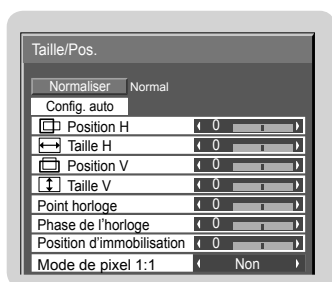 Taille/Pos.
Normaliser Normal
Config. auto
Position H 0
Taille H 0
Position V 0
Taille V 0
Point horloge 0
Phase de l'horloge 0
Position d'immobilisation 0
Mode de pixel 1:1 Non